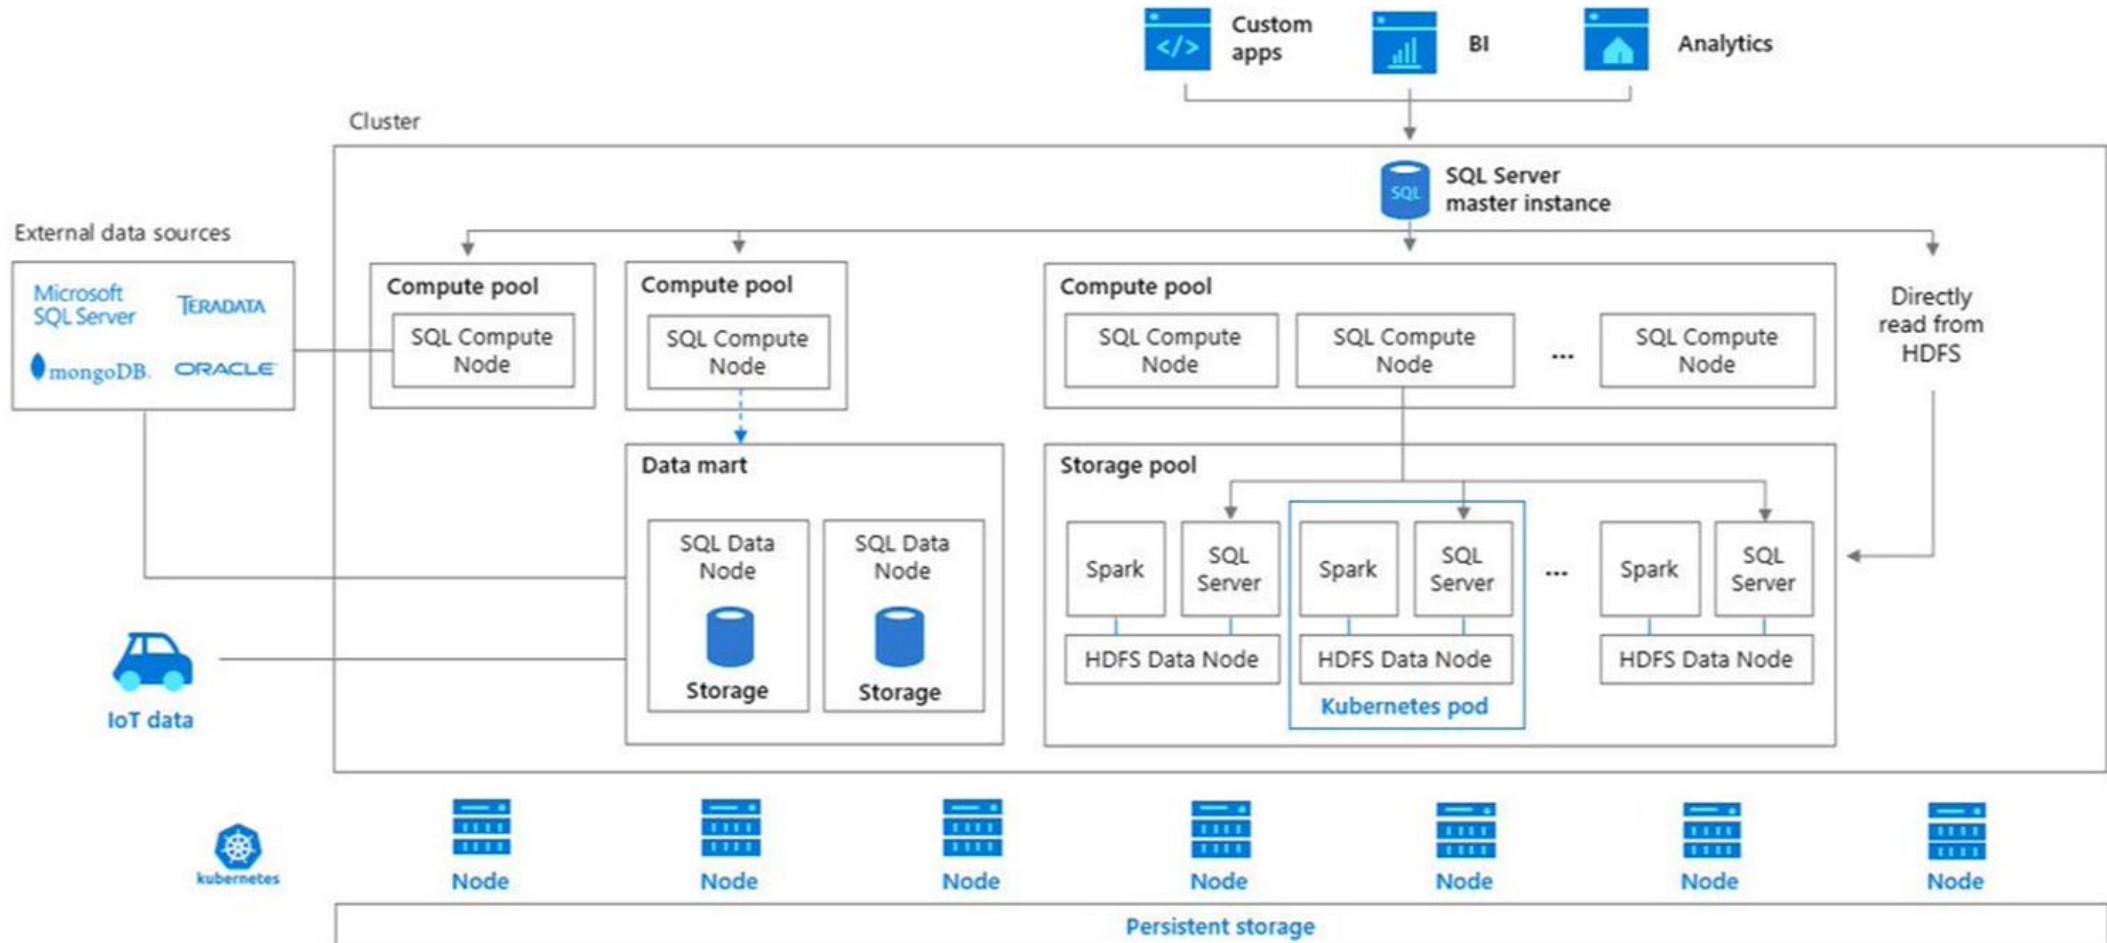 Custom
apps
BI
Analytics
Cluster
SQL
SQL Server
master instance
External data sources
Microsoft
SQL Server
TERADATA
mongoDB.
ORACLE
Compute pool
SQL Compute
Node
Compute pool
SQL Compute
Node
Compute pool
SQL Compute
Node
SQL Compute
Node
...
SQL Compute
Node
Directly
read from
HDFS
Data mart
SQL Data
Node
Storage
SQL Data
Node
Storage
Storage pool
Spark
SQL
Server
HDFS Data Node
Spark
SQL
Server
HDFS Data Node
Kubernetes pod
...
Spark
SQL
Server
HDFS Data Node
IoT data
kubernetes
Node
Node
Node
Node
Node
Node
Node
Persistent storage